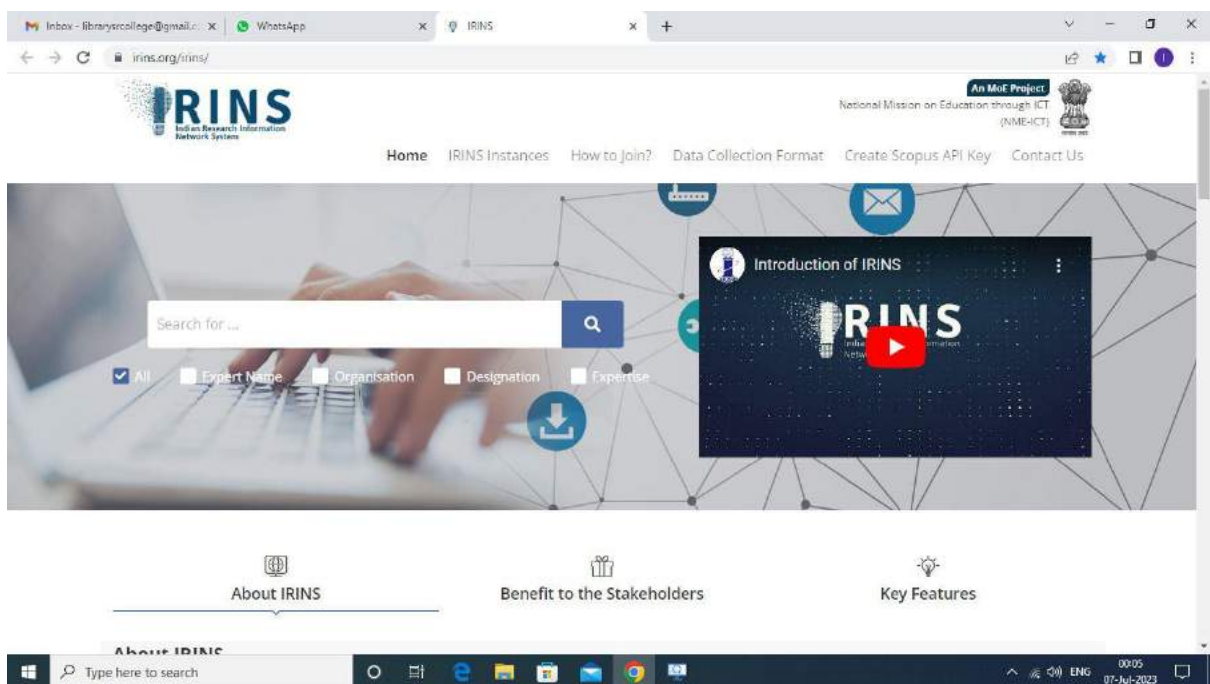 Inbox - librarysrcollege@gmail.c
WhatsApp
IRINS
irins.org/irins/
IRINS
Indian Research Information
Network System
An MoE Project
National Mission on Education through ICT
(NME-ICT)
Home IRINS Instances How to Join? Data Collection Format Create Scopus API Key Contact Us
Introduction of IRINS
IRINS
Search for ...
All Expert Name Organisation Designation Expertise
About IRINS
Benefit to the Stakeholders
Key Features
About IRINS
Type here to search
ENG
00:05
07-Jul-2023